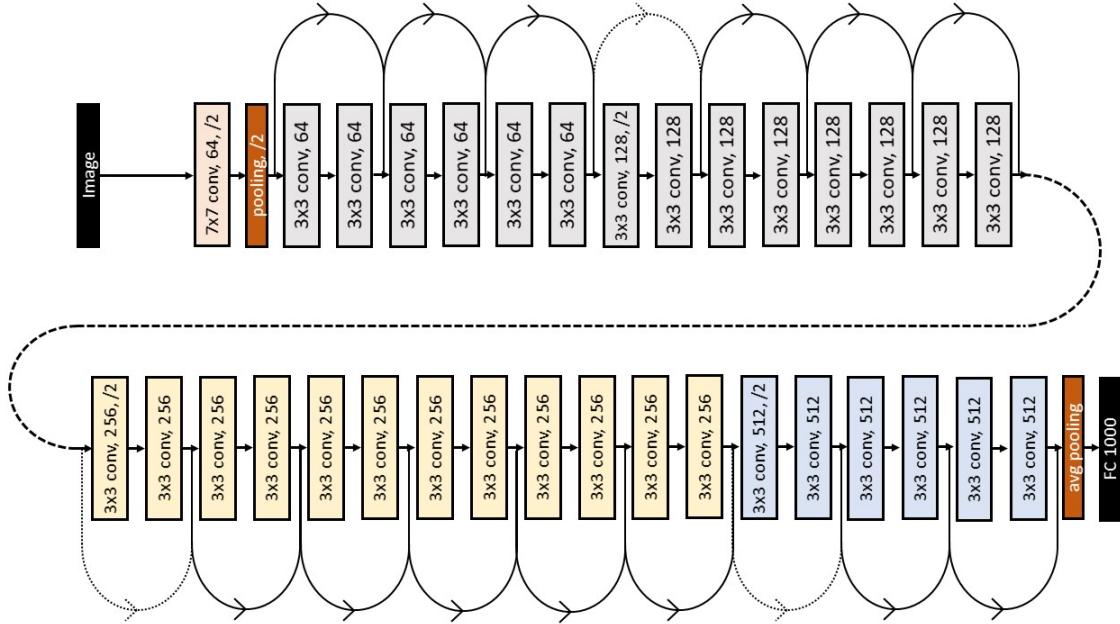 Image
7x7 conv, 64, /2
pooling, /2
3x3 conv, 64
3x3 conv, 64
3x3 conv, 64
3x3 conv, 64
3x3 conv, 64
3x3 conv, 64
3x3 conv, 128, /2
3x3 conv, 128
3x3 conv, 128
3x3 conv, 128
3x3 conv, 128
3x3 conv, 128
3x3 conv, 128
3x3 conv, 128
3x3 conv, 256, /2
3x3 conv, 256
3x3 conv, 256
3x3 conv, 256
3x3 conv, 256
3x3 conv, 256
3x3 conv, 256
3x3 conv, 256
3x3 conv, 256
3x3 conv, 256
3x3 conv, 256
3x3 conv, 256
3x3 conv, 512, /2
3x3 conv, 512
3x3 conv, 512
3x3 conv, 512
3x3 conv, 512
3x3 conv, 512
avg pooling
FC 1000